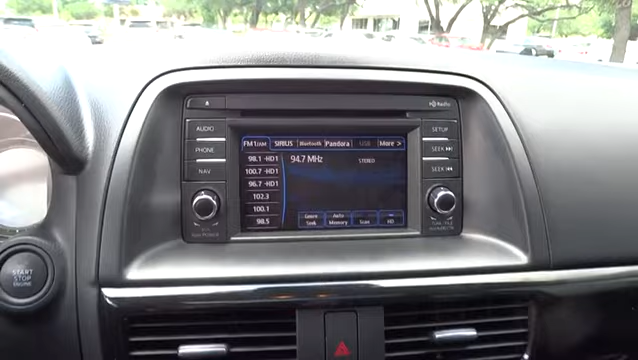 HD Radio
AUDIO
SETUP
FM1/AM SIRIUS Bluetooth Pandora USB More >
PHONE
SEEK
98.1 -HD1 94.7 MHz STEREO
100.7 -HD1
NAV
SEEK
96.7 -HD1
102.3
100.1
98.5
Genre Seek Auto Memory Scan HD
START
STOP
ENGINE